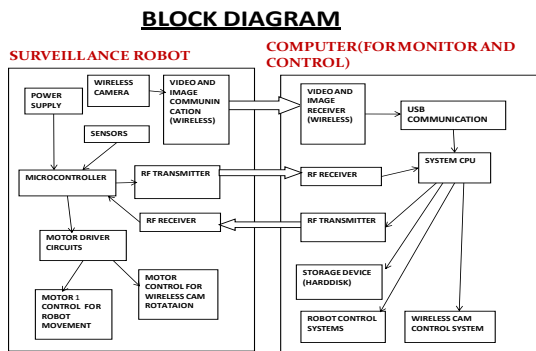 BLOCK DIAGRAM
SURVEILLANCE ROBOT
COMPUTER(FOR MONITOR AND
CONTROL)
WIRELESS
CAMERA
VIDEO AND
IMAGE
COMMUNIN
CATION
(WIRELESS)
POWER
SUPPLY
SENSORS
MICROCONTROLLER
RF TRANSMITTER
RF RECEIVER
MOTOR DRIVER
CIRCUITS
MOTOR 1
CONTROL FOR
ROBOT
MOVEMENT
MOTOR
CONTROL FOR
WIRELESS CAM
ROTATAION
VIDEO AND
IMAGE
RECEIVER
(WIRELESS)
USB
COMMUNICATION
SYSTEM CPU
RF RECEIVER
RF TRANSMITTER
STORAGE DEVICE
(HARDDISK)
ROBOT CONTROL
SYSTEMS
WIRELESS CAM
CONTROL SYSTEM